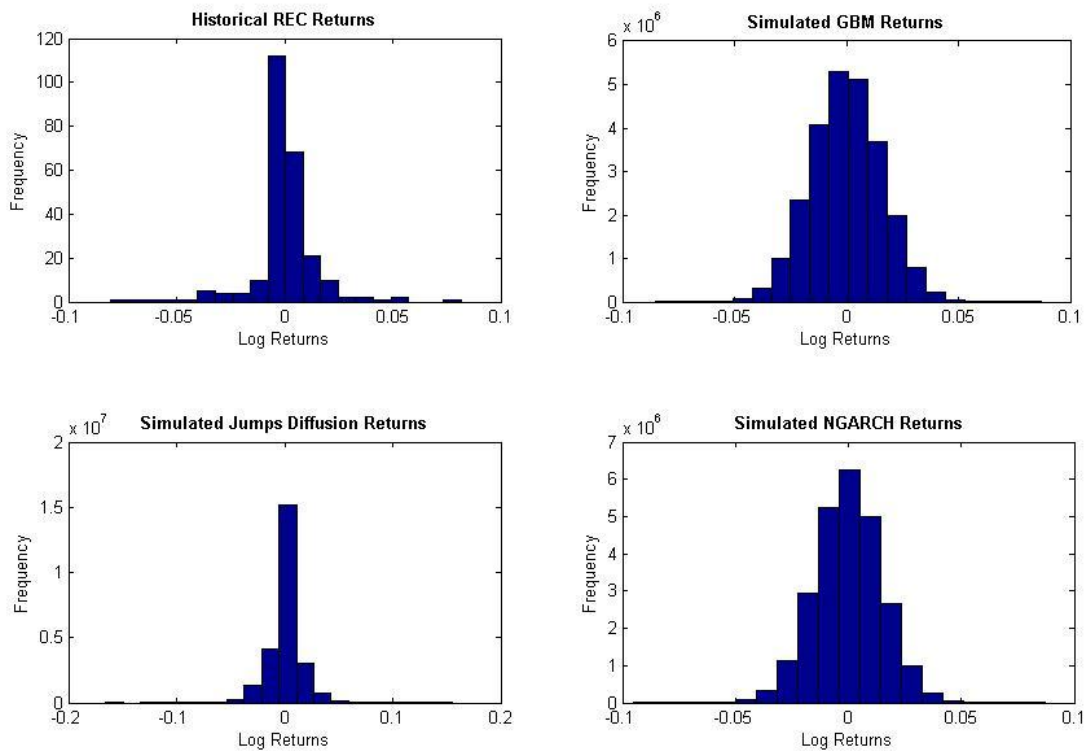 Historical REC Returns
120
100
80
60
40
20
0
Frequency
-0.1 -0.05 0 0.05 0.1
Log Returns
Simulated GBM Returns
x 10^6
6
5
4
3
2
1
0
Frequency
-0.1 -0.05 0 0.05 0.1
Log Returns
Simulated Jumps Diffusion Returns
x 10^7
2
1.5
1
0.5
0
Frequency
-0.2 -0.1 0 0.1 0.2
Log Returns
Simulated NGARCH Returns
x 10^6
7
6
5
4
3
2
1
0
Frequency
-0.1 -0.05 0 0.05 0.1
Log Returns